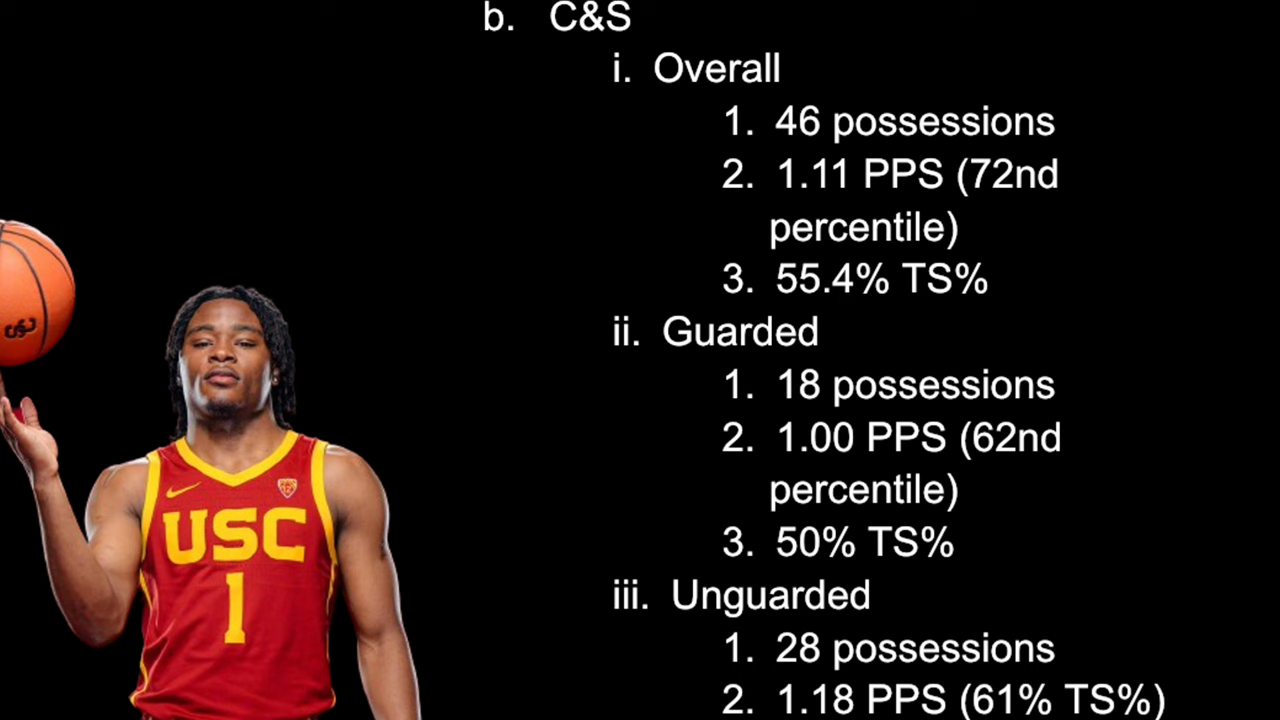 b. C&S
i. Overall
1. 46 possessions
2. 1.11 PPS (72nd
percentile)
3. 55.4% TS%
ii. Guarded
1. 18 possessions
2. 1.00 PPS (62nd
percentile)
3. 50% TS%
iii. Unguarded
1. 28 possessions
2. 1.18 PPS (61% TS%)
USC
1